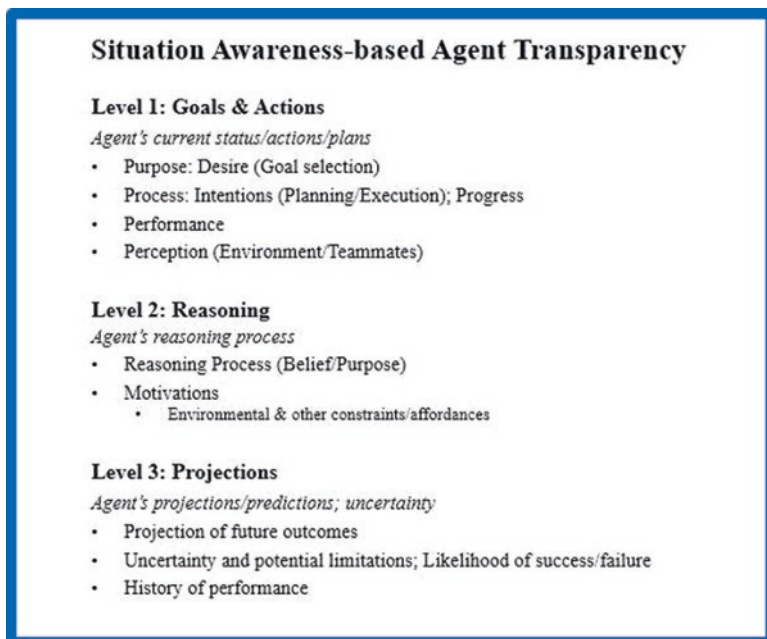 Situation Awareness-based Agent Transparency
Level 1: Goals & Actions
Agent's current status/actions/plans
• Purpose: Desire (Goal selection)
• Process: Intentions (Planning/Execution); Progress
• Performance
• Perception (Environment/Teammates)
Level 2: Reasoning
Agent's reasoning process
• Reasoning Process (Belief/Purpose)
• Motivations
• Environmental & other constraints/affordances
Level 3: Projections
Agent's projections/predictions; uncertainty
• Projection of future outcomes
• Uncertainty and potential limitations; Likelihood of success/failure
• History of performance